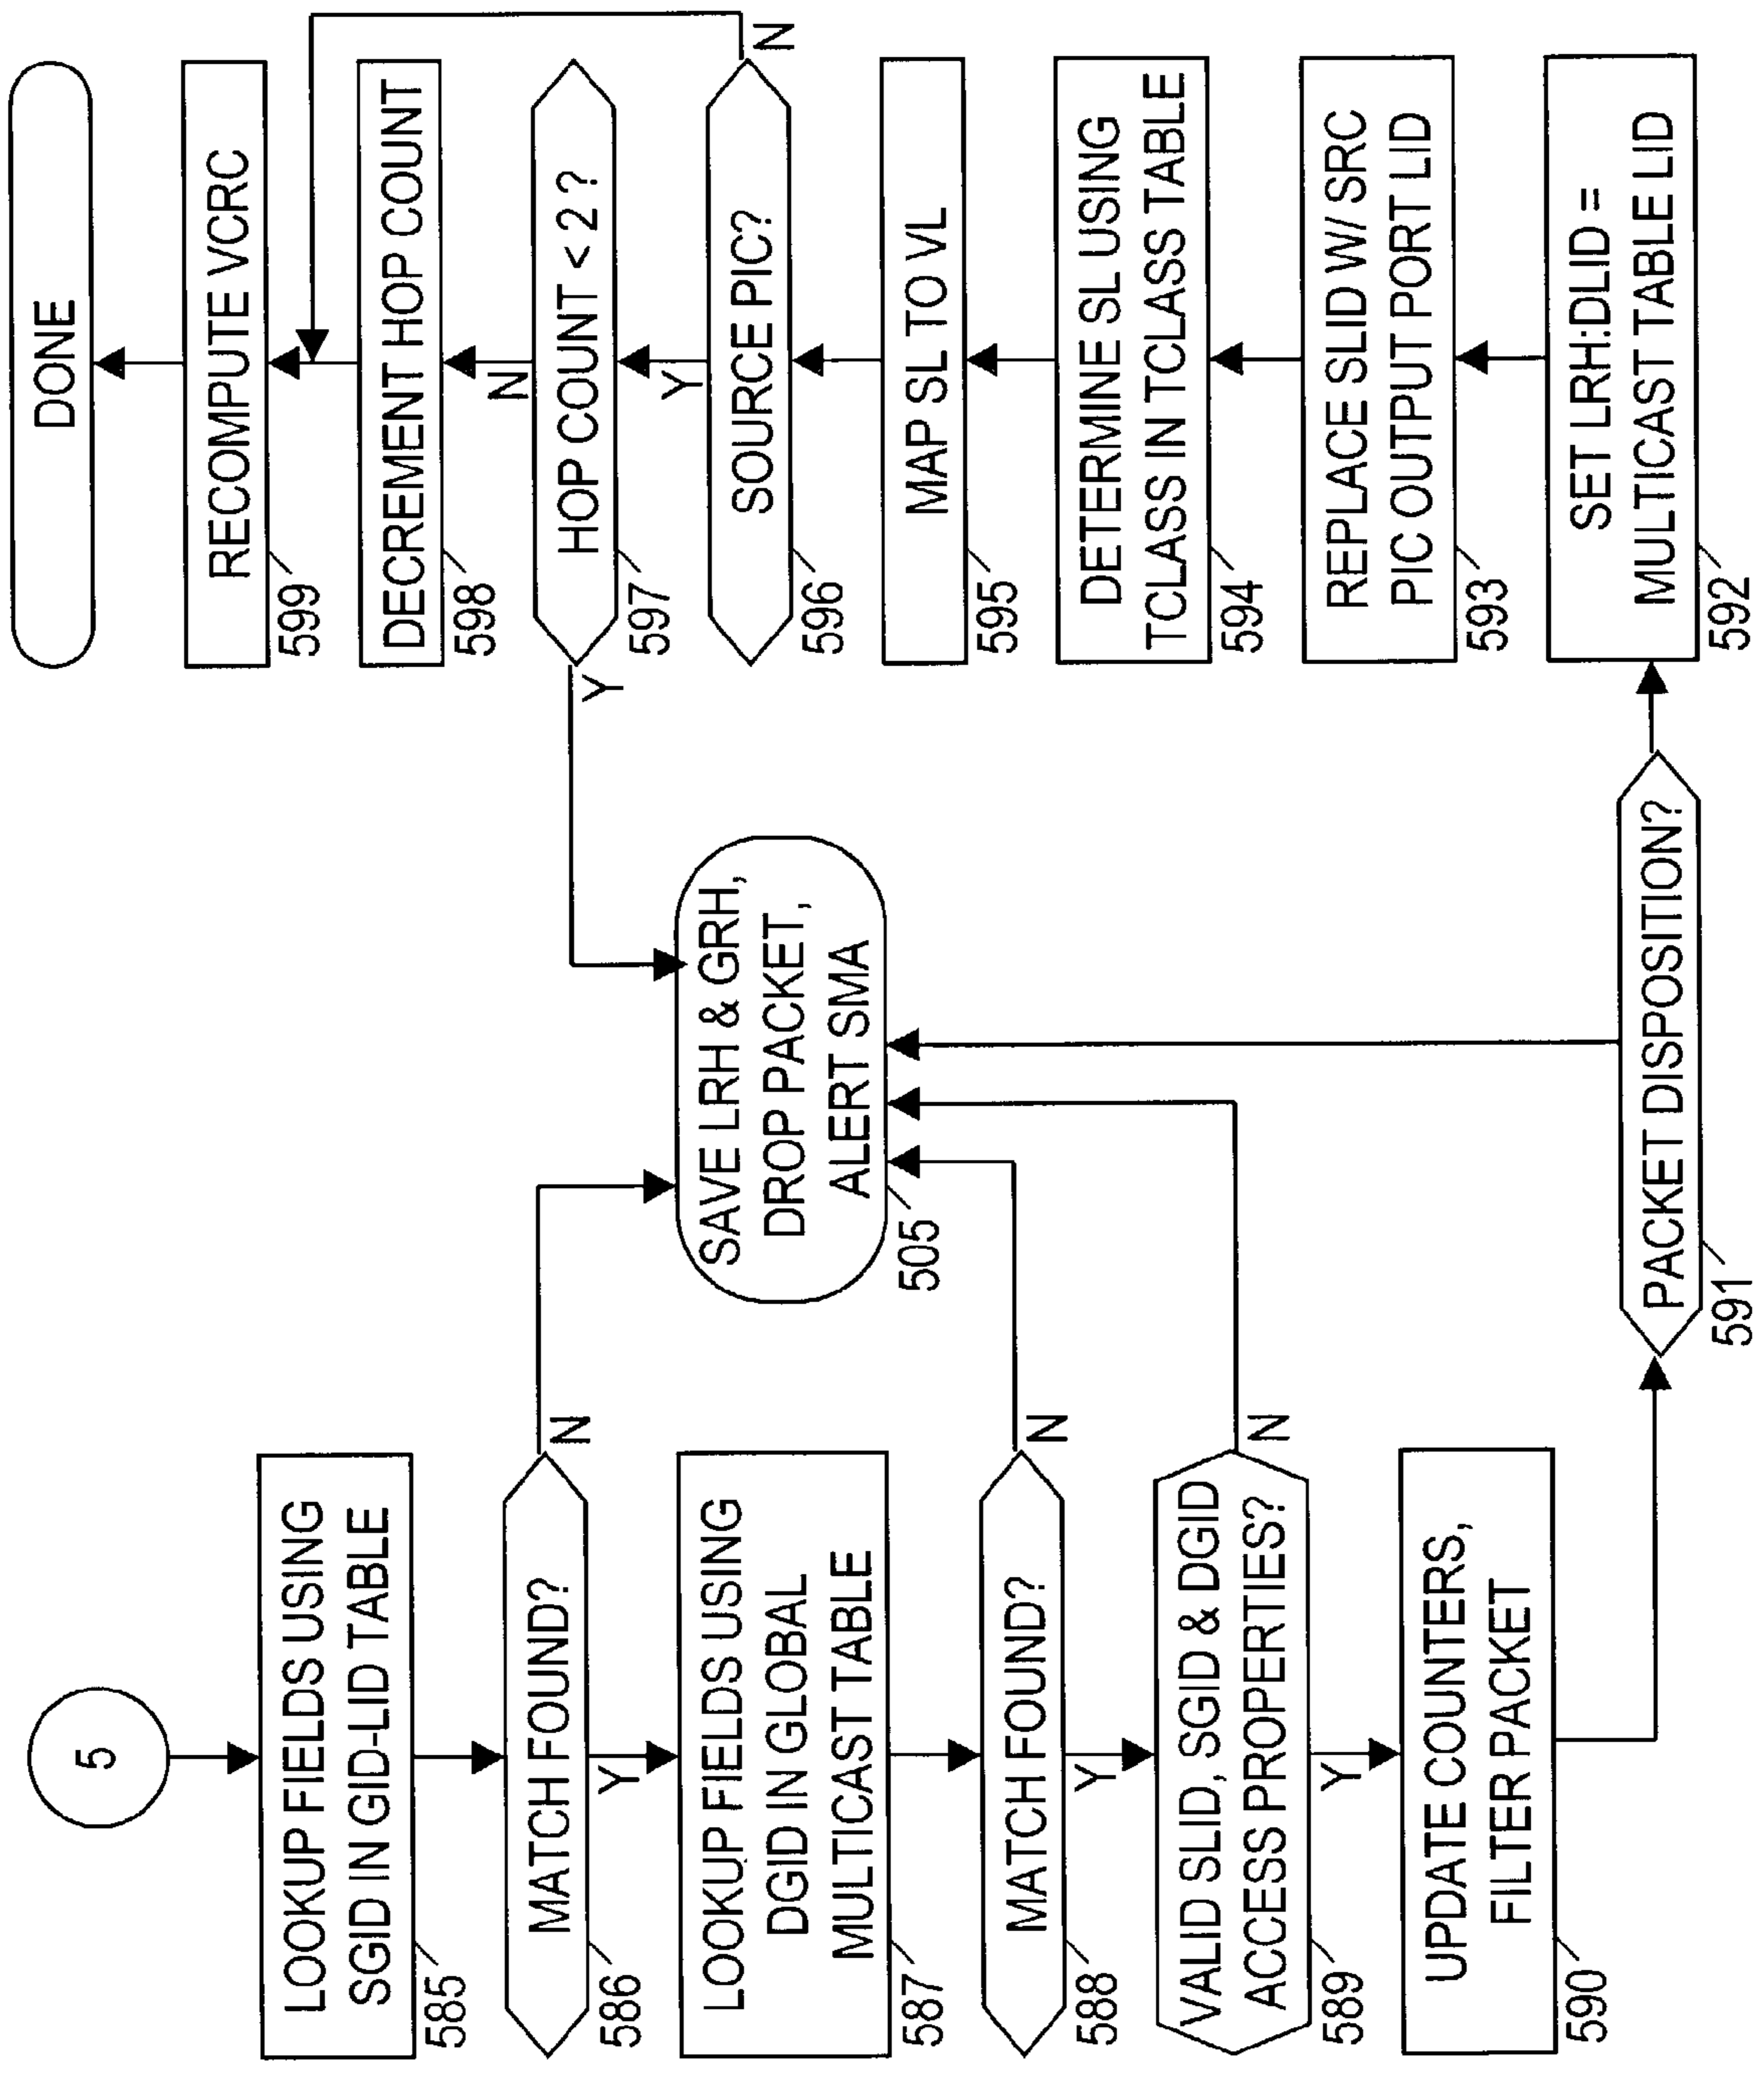 5
LOOKUP FIELDS USING
SGID IN GID-LID TABLE
585
MATCH FOUND?
586
N
Y
LOOKUP FIELDS USING
DGID IN GLOBAL
MULTICAST TABLE
587
MATCH FOUND?
588
N
Y
VALID SLID, SGID & DGID
ACCESS PROPERTIES?
589
N
Y
UPDATE COUNTERS,
FILTER PACKET
590
SAVE LRH & GRH,
DROP PACKET,
ALERT SMA
505
PACKET DISPOSITION?
591
DONE
RECOMPUTE VCRC
599
DECREMENT HOP COUNT
598
N
HOP COUNT < 2 ?
597
Y
Y
SOURCE PIC?
596
N
MAP SL TO VL
595
DETERMINE SL USING
TCLASS IN TCLASS TABLE
594
REPLACE SLID W/ SRC
PIC OUTPUT PORT LID
593
SET LRH:DLID =
MULTICAST TABLE LID
592